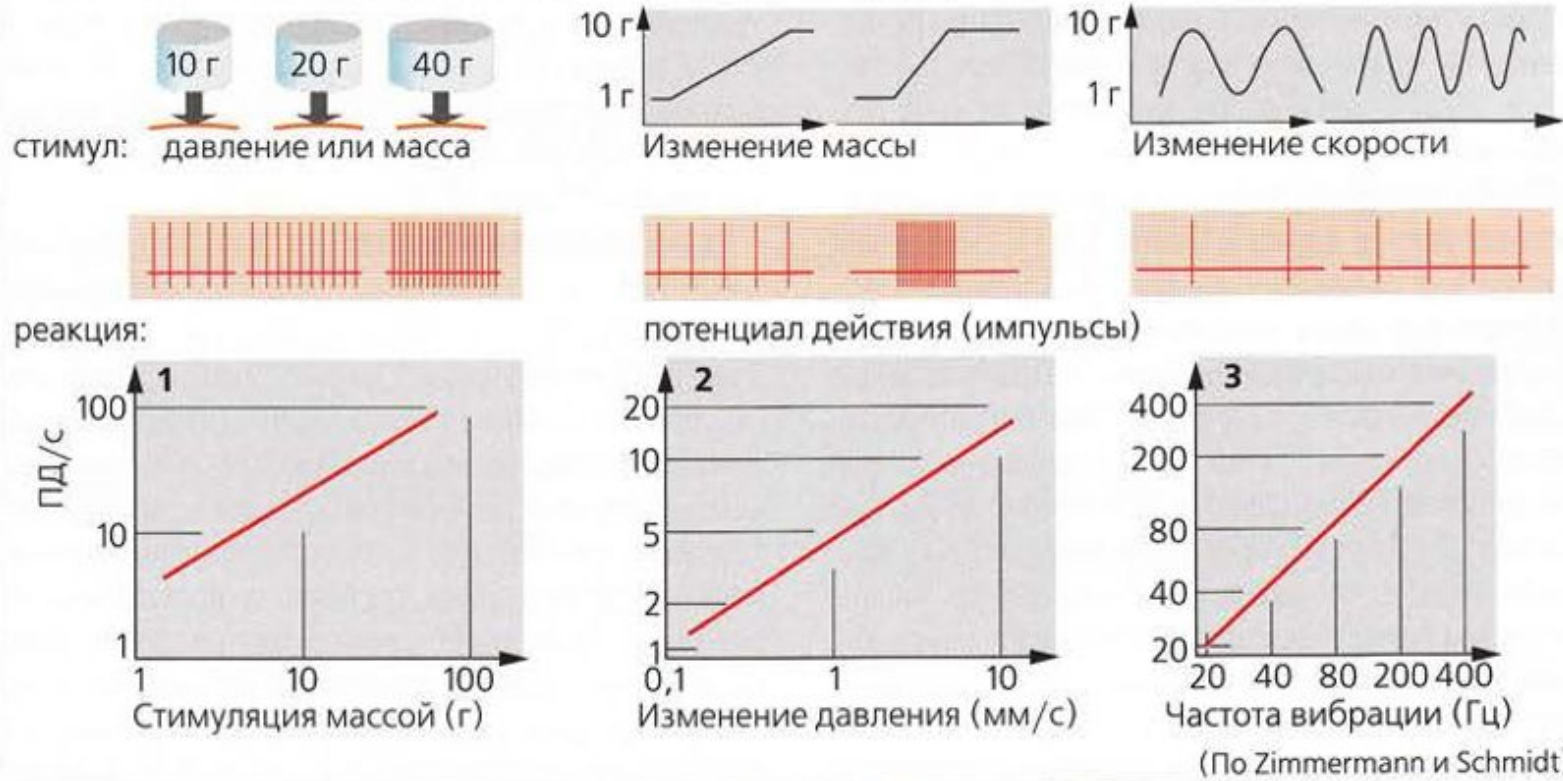 10 г 20 г 40 г
стимул: давление или масса
10 г
1 г
Изменение массы
10 г
1 г
Изменение скорости
реакция:
потенциал действия (импульсы)
1
ПД/с
100
10
1
1 10 100
Стимуляция массой (г)
2
20
10
5
2
1
0,1 1 10
Изменение давления (мм/с)
3
400
200
80
40
20
20 40 80 200 400
Частота вибрации (Гц)
(По Zimmermann и Schmidt